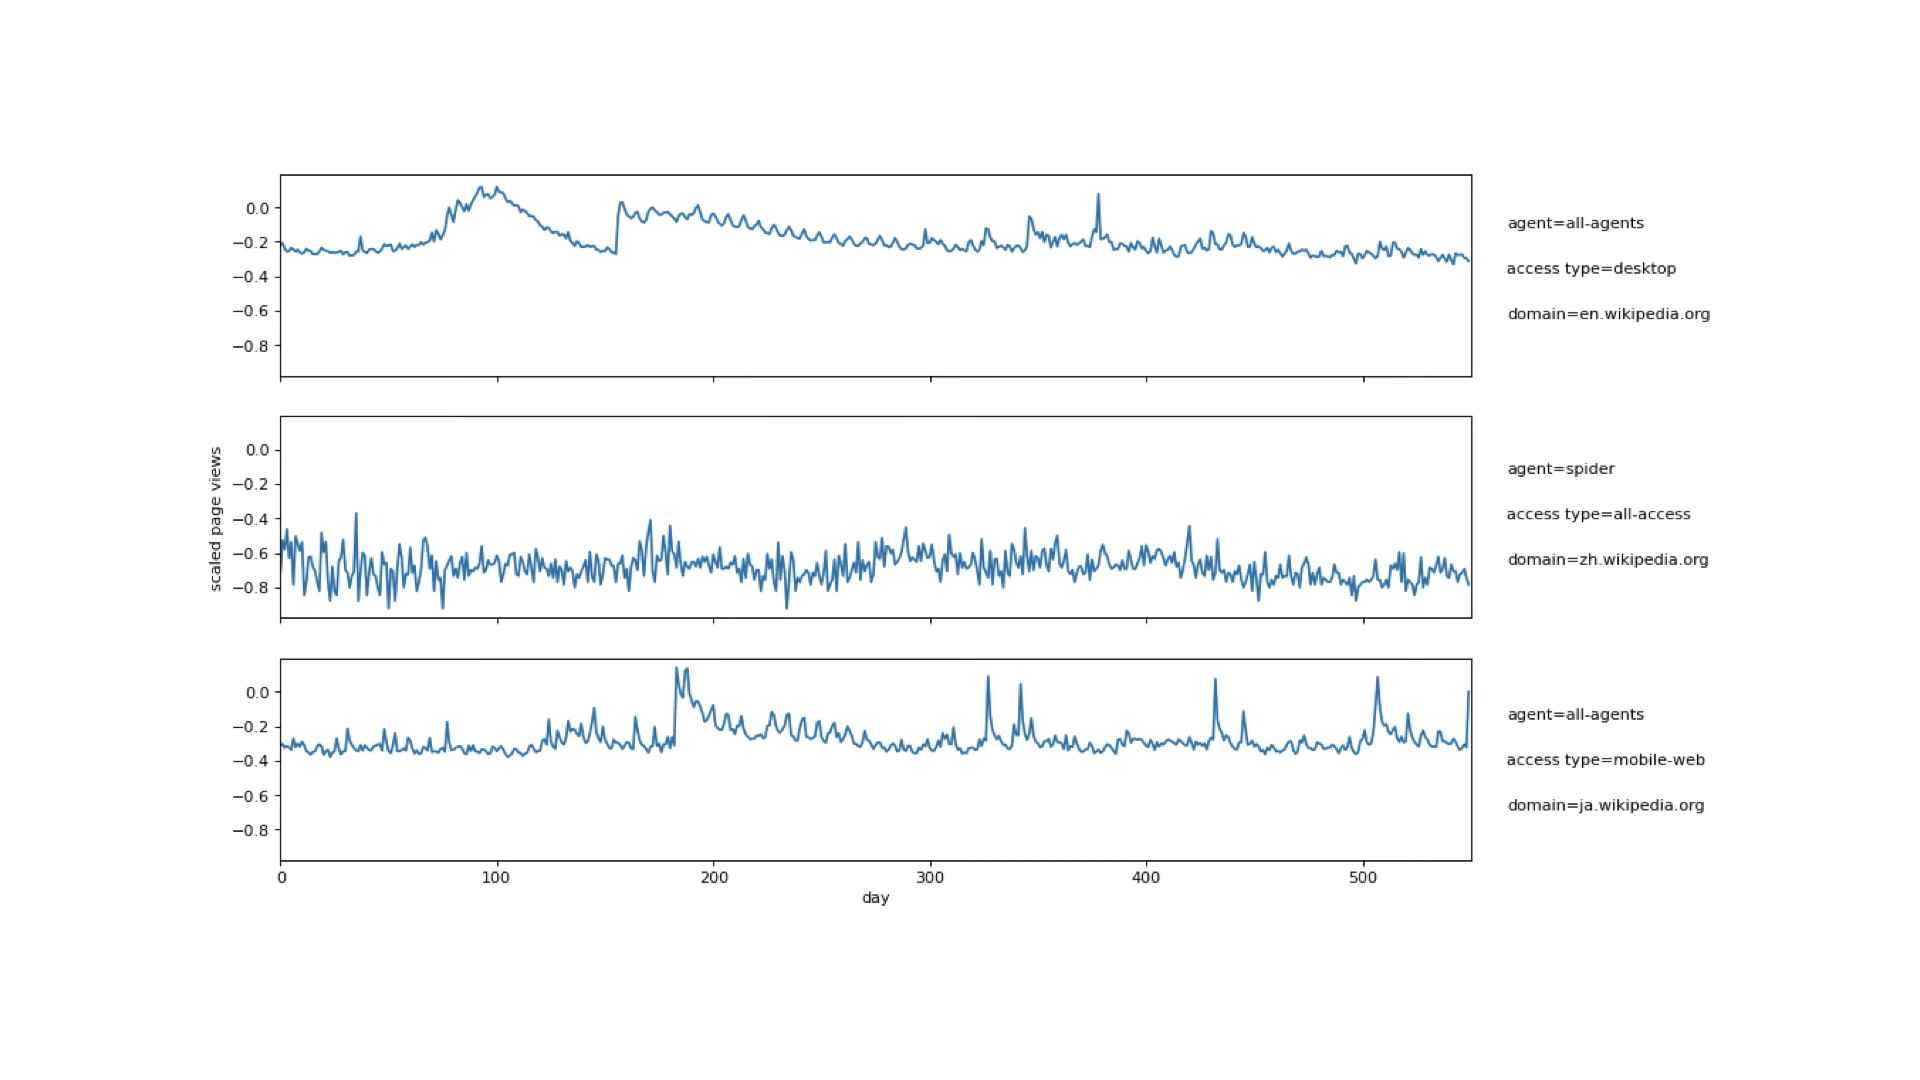 0.0
−0.2
−0.4
−0.6
−0.8
agent=all-agents
access type=desktop
domain=en.wikipedia.org
scaled page views
0.0
−0.2
−0.4
−0.6
−0.8
agent=spider
access type=all-access
domain=zh.wikipedia.org
0.0
−0.2
−0.4
−0.6
−0.8
agent=all-agents
access type=mobile-web
domain=ja.wikipedia.org
0 100 200 300 400 500
day